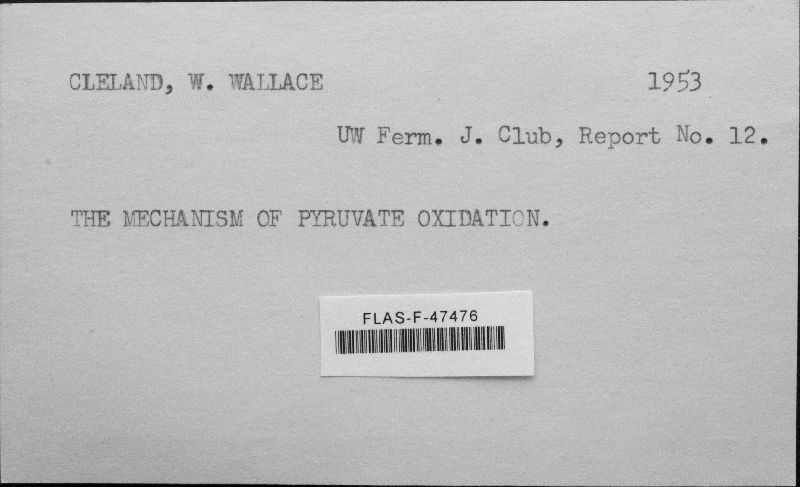 CLELAND, W. WALLACE 1953
UW Ferm. J. Club, Report No. 12.
THE MECHANISM OF PYRUVATE OXIDATION.
FLAS-F-47476